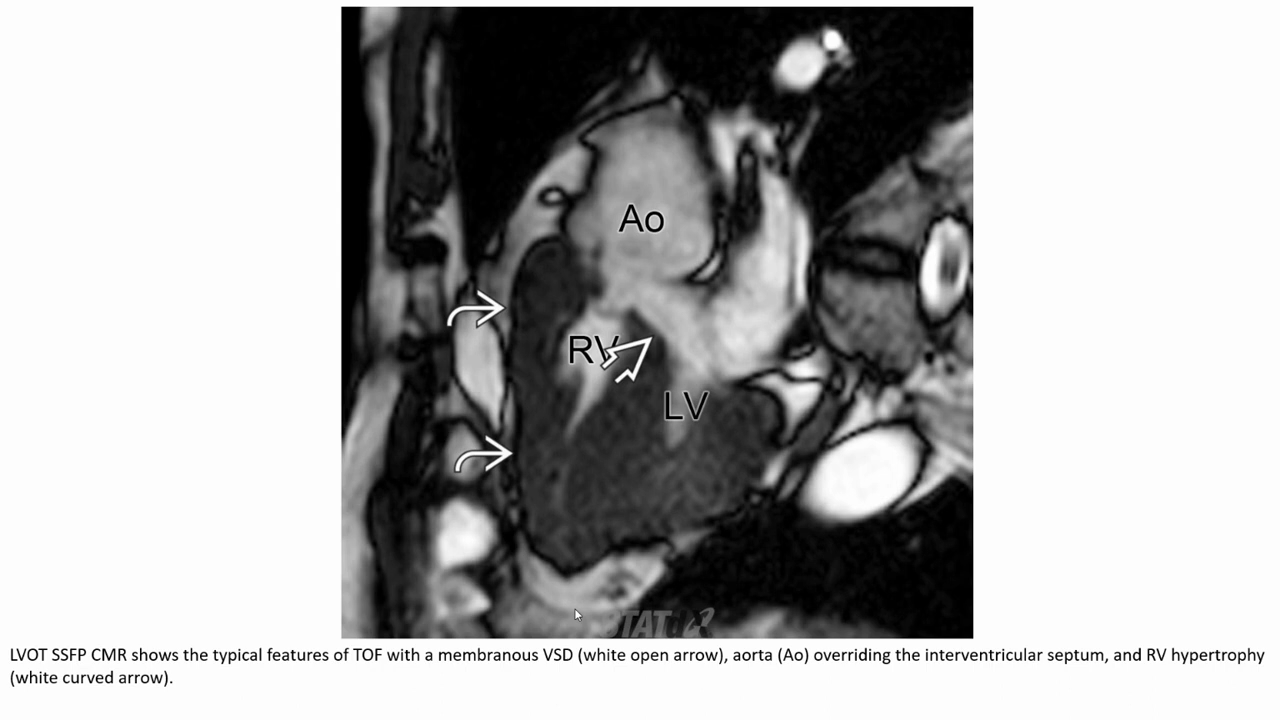 Ao
RV
LV
STATdx
LVOT SSFP CMR shows the typical features of TOF with a membranous VSD (white open arrow), aorta (Ao) overriding the interventricular septum, and RV hypertrophy
(white curved arrow).